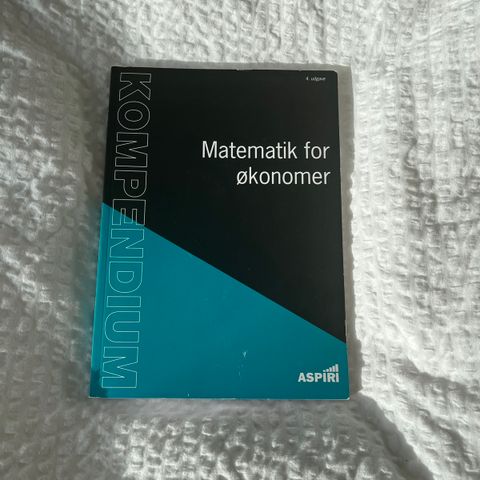 4. udgave
KOMPENDIUM
Matematik for
økonomer
ASPIRI